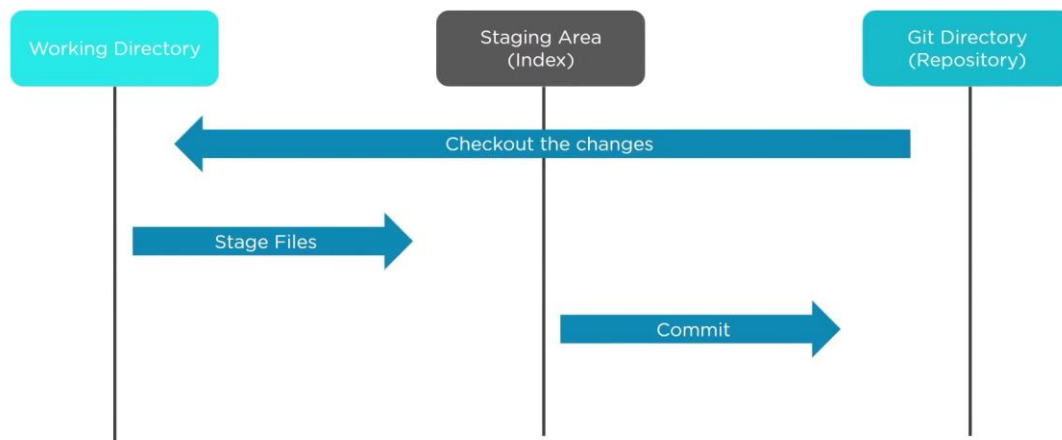 Working Directory
Staging Area
(Index)
Git Directory
(Repository)
Checkout the changes
Stage Files
Commit